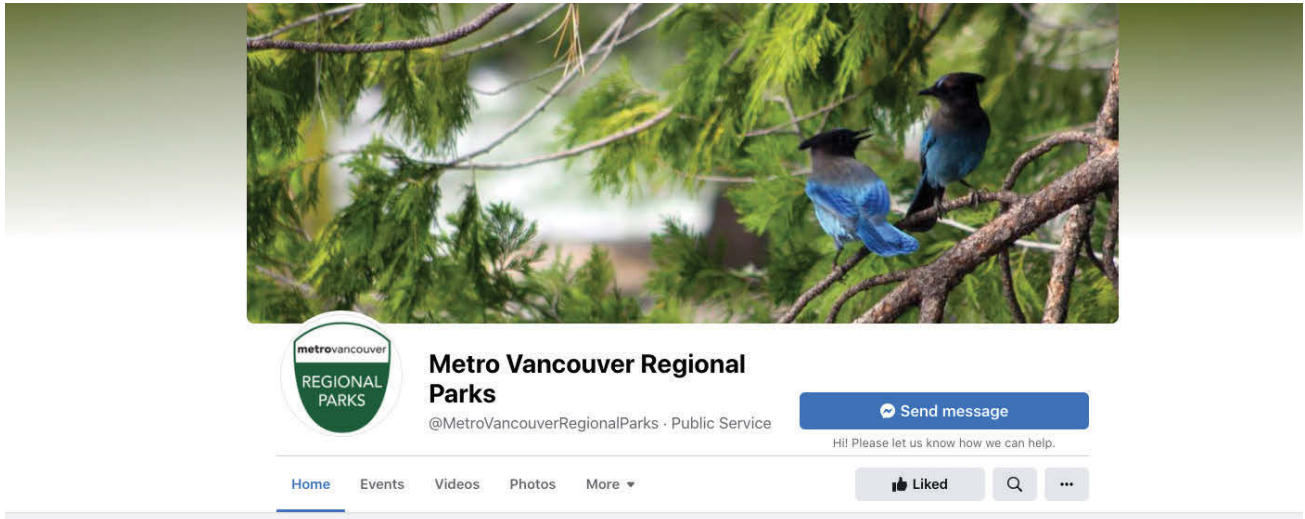 metrovancouver
REGIONAL
PARKS
Metro Vancouver Regional
Parks
@MetroVancouverRegionalParks · Public Service
Send message
Hi! Please let us know how we can help.
Home Events Videos Photos More
Liked